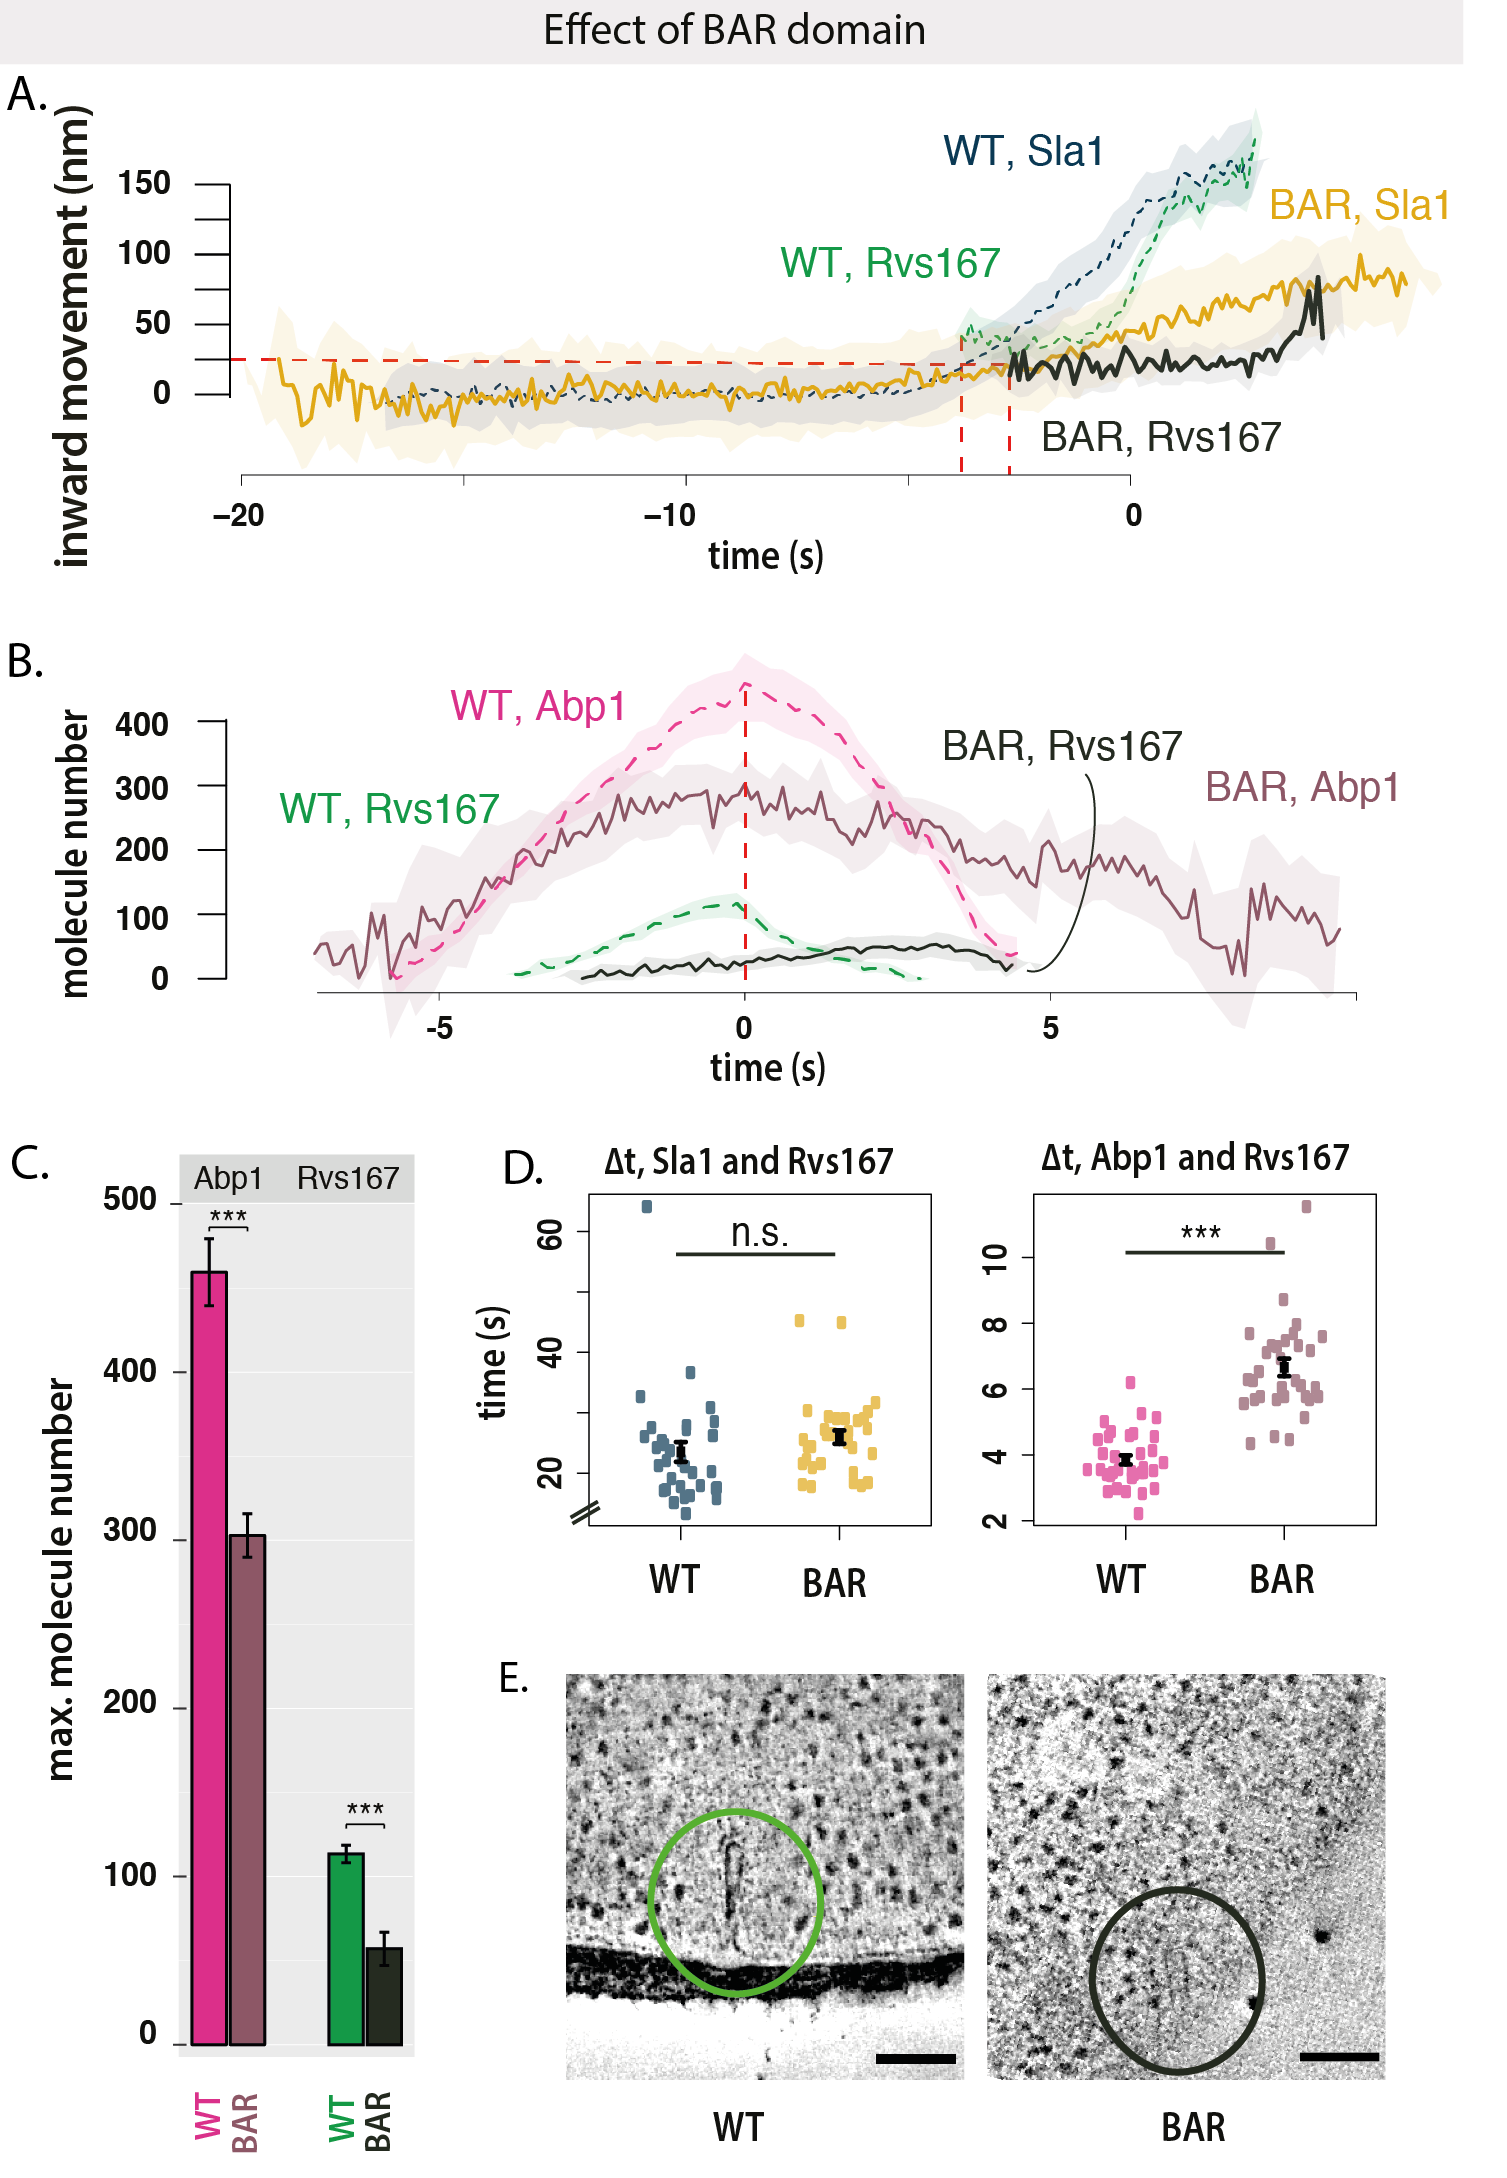 Effect of BAR domain
A.
inward movement (nm)
150
100
50
0
WT, Sla1
BAR, Sla1
WT, Rvs167
BAR, Rvs167
−20
−10
0
time (s)
B.
molecule number
400
300
200
100
0
WT, Abp1
BAR, Rvs167
WT, Rvs167
BAR, Abp1
-5
0
5
time (s)
C.
max. molecule number
Abp1
Rvs167
500
400
300
200
100
0
***
***
WT
BAR
WT
BAR
D.
Δt, Sla1 and Rvs167
time (s)
60
40
20
n.s.
WT
BAR
Δt, Abp1 and Rvs167
10
8
6
4
2
***
WT
BAR
E.
WT
BAR